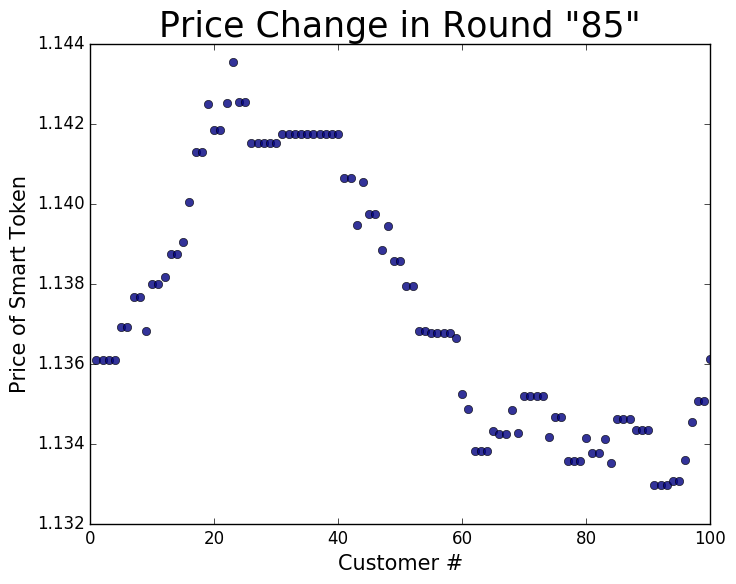 Price Change in Round "85"
1.144
1.142
1.140
1.138
1.136
1.134
1.132
Price of Smart Token
0 20 40 60 80 100
Customer #